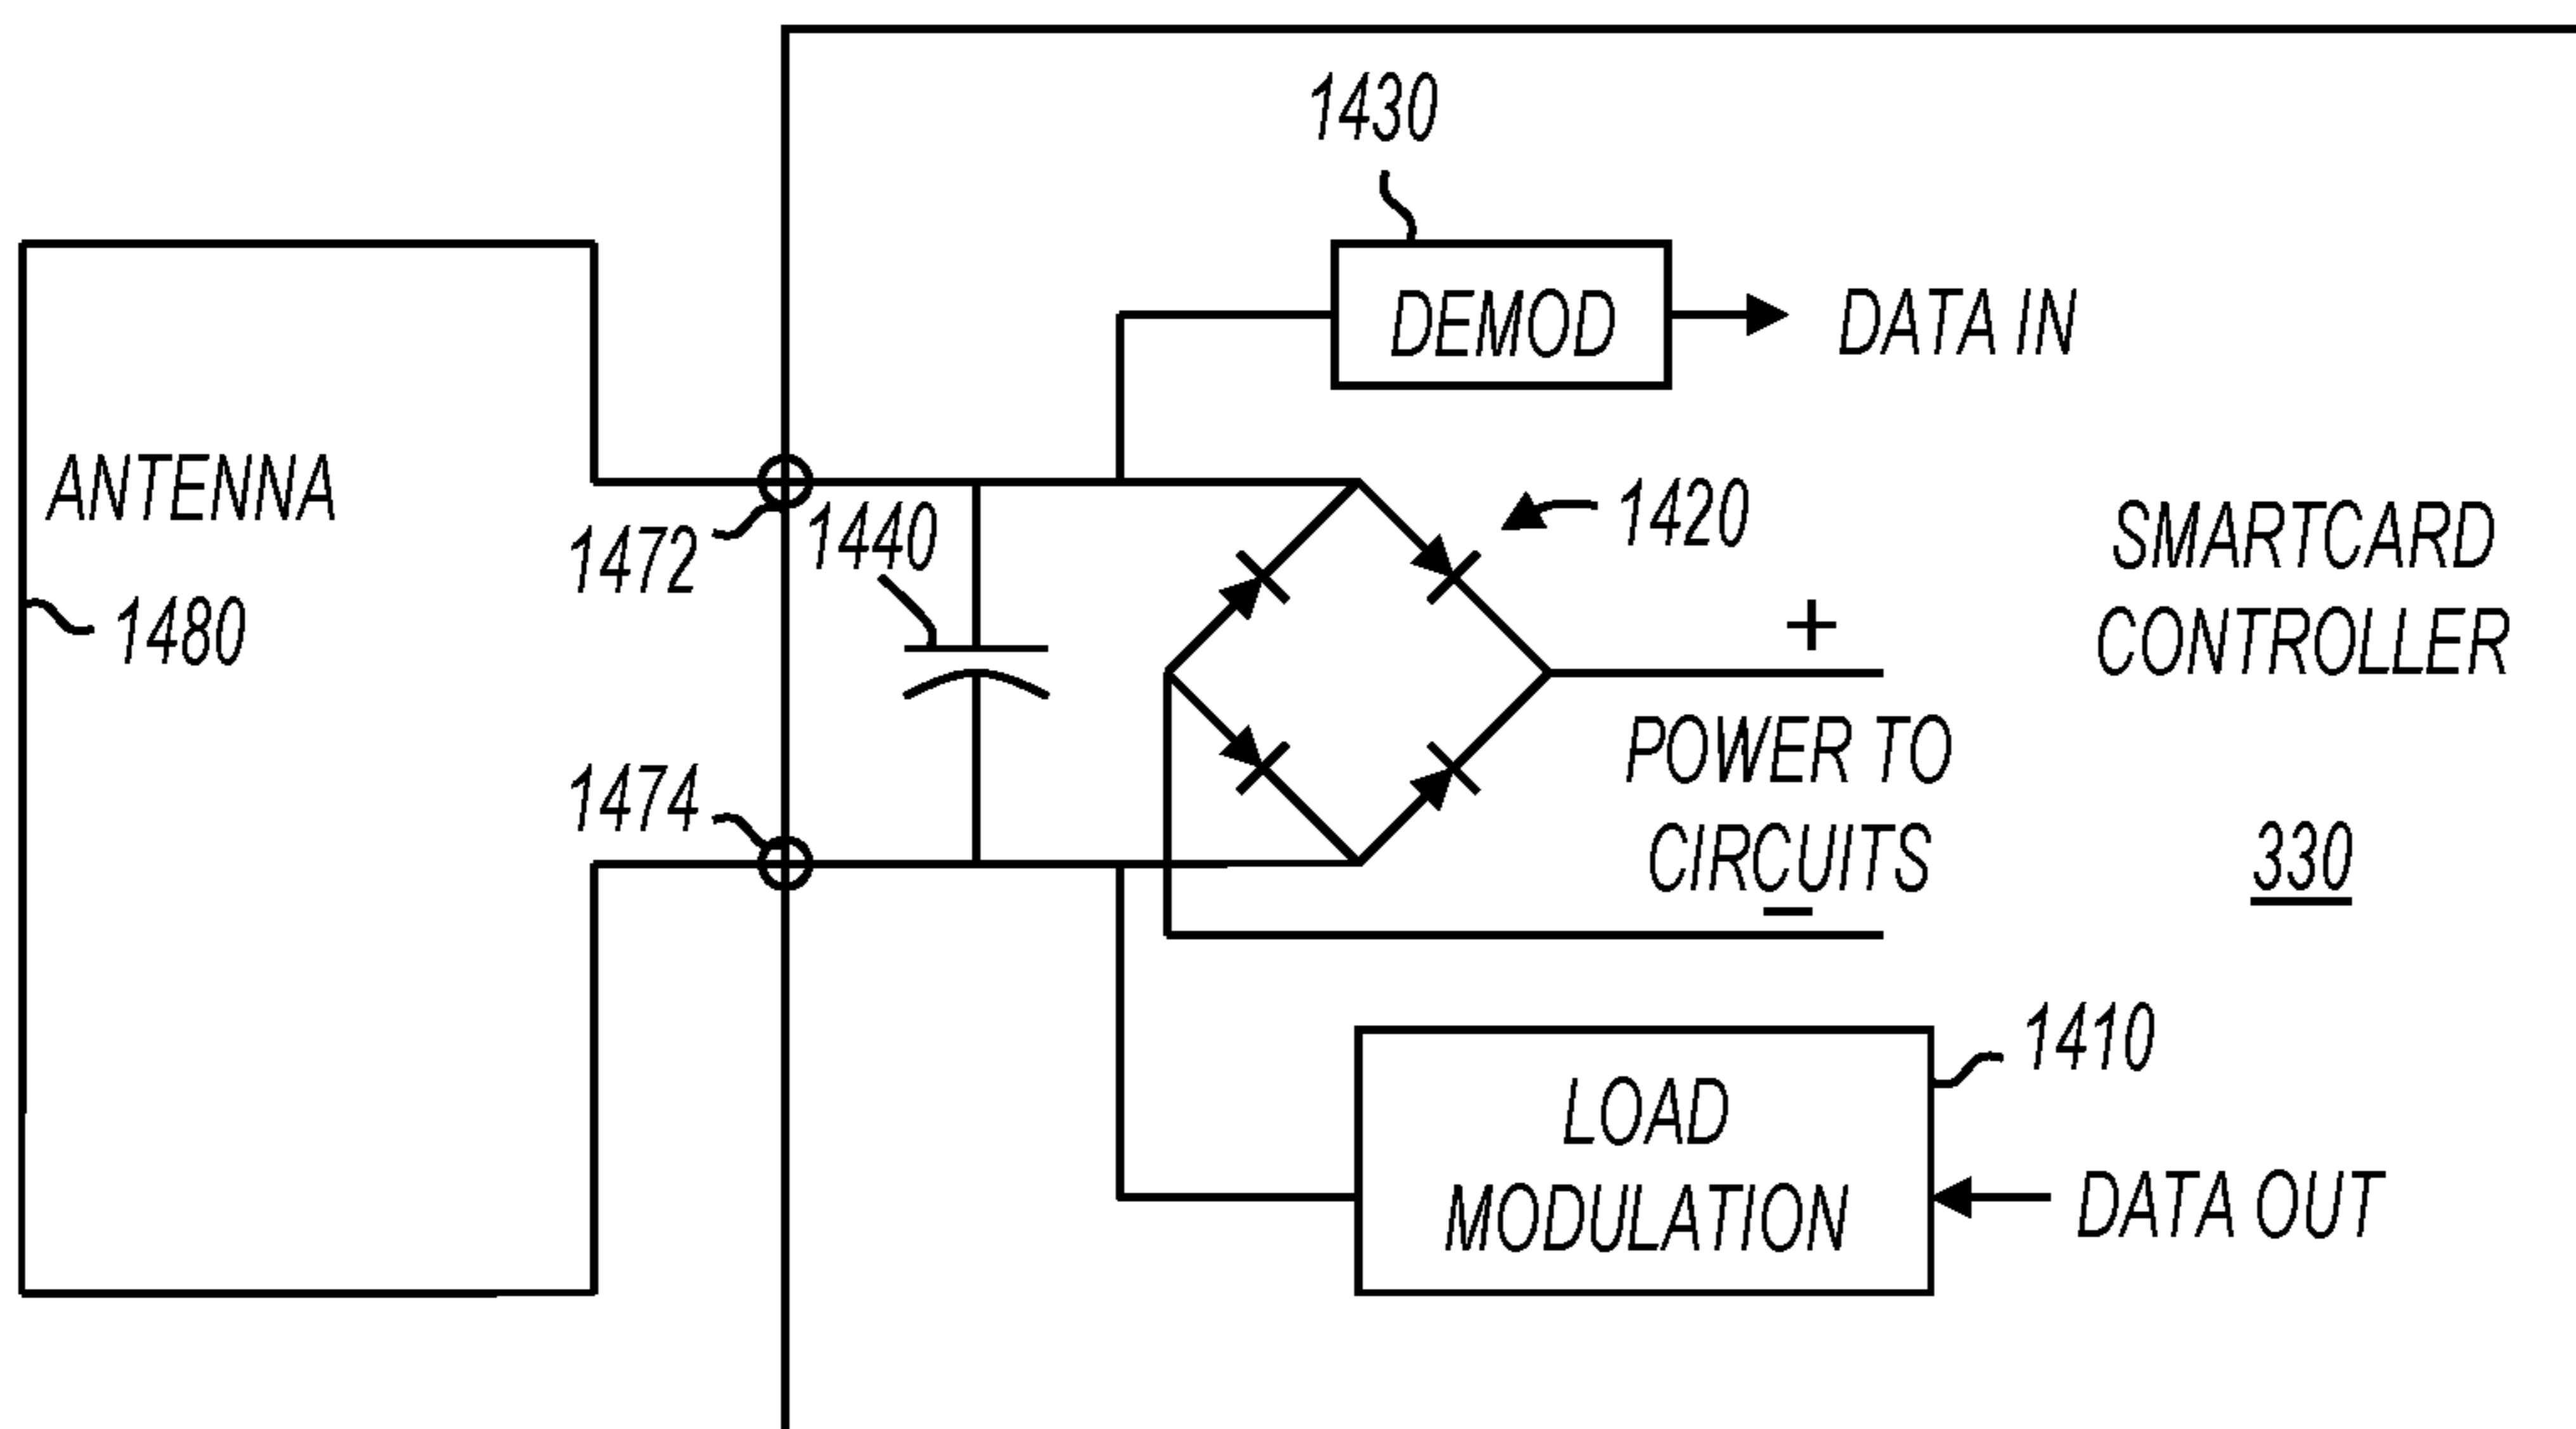 1430
DEMOD
DATA IN
ANTENNA
1472
1440
1420
SMARTCARD
CONTROLLER
1480
+
POWER TO
CIRCUITS
−
1474
330
1410
LOAD
MODULATION
DATA OUT